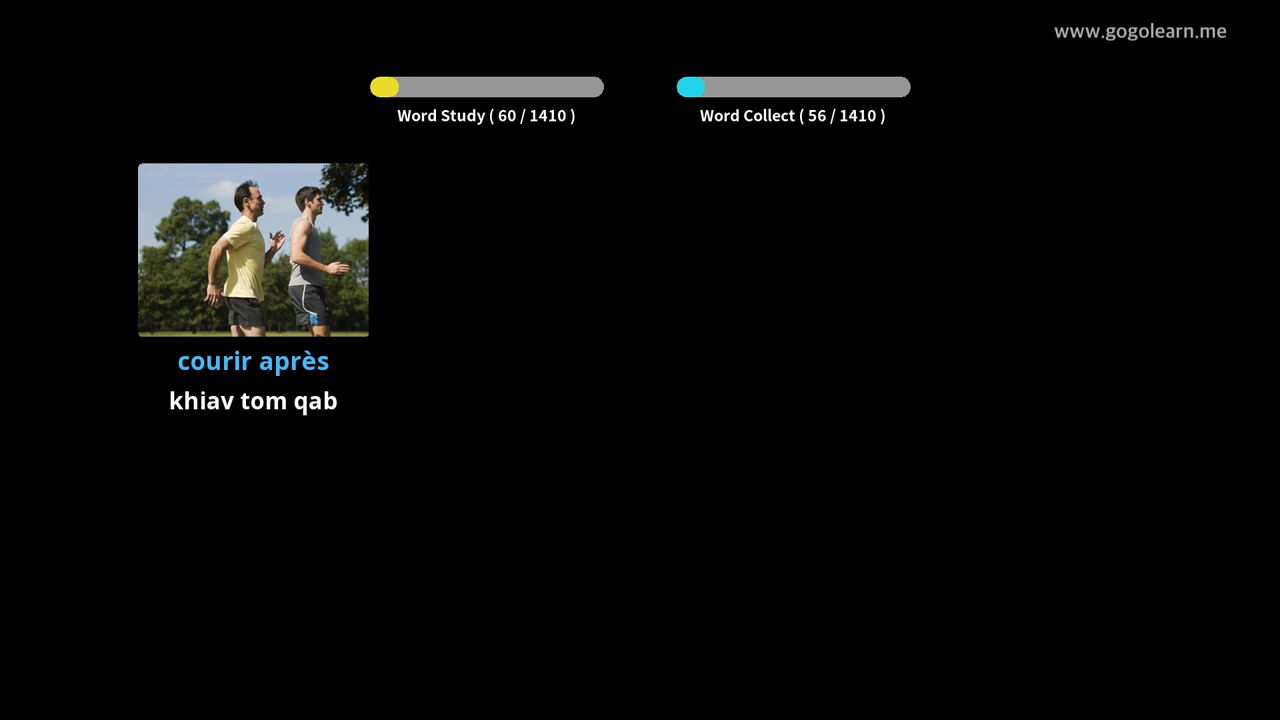 www.gogolearn.me
Word Study ( 60 / 1410 )
Word Collect ( 56 / 1410 )
courir après
khiav tom qab